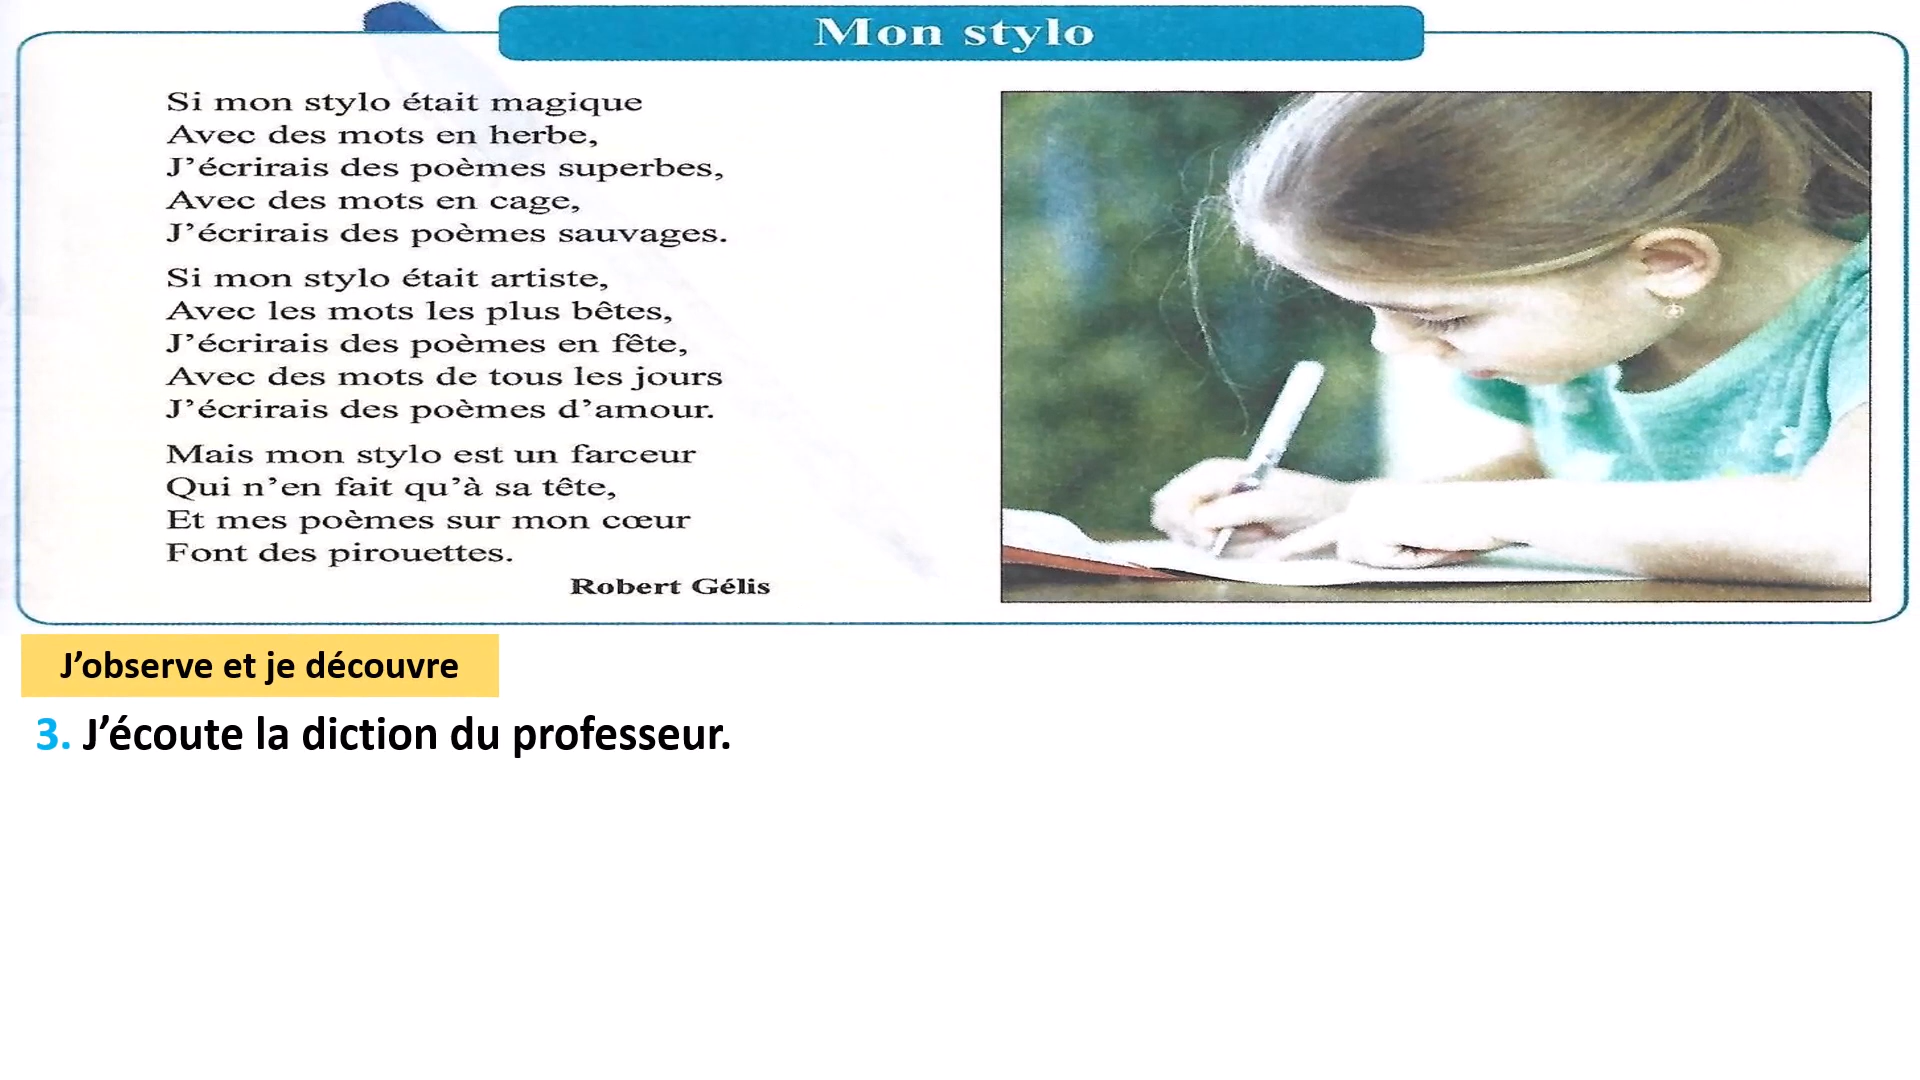 Mon stylo
Si mon stylo était magique
Avec des mots en herbe,
J’écrirais des poèmes superbes,
Avec des mots en cage,
J’écrirais des poèmes sauvages.
Si mon stylo était artiste,
Avec les mots les plus bêtes,
J’écrirais des poèmes en fête,
Avec des mots de tous les jours
J’écrirais des poèmes d’amour.
Mais mon stylo est un farceur
Qui n’en fait qu’à sa tête,
Et mes poèmes sur mon cœur
Font des pirouettes.
Robert Gélis
J’observe et je découvre
3. J’écoute la diction du professeur.